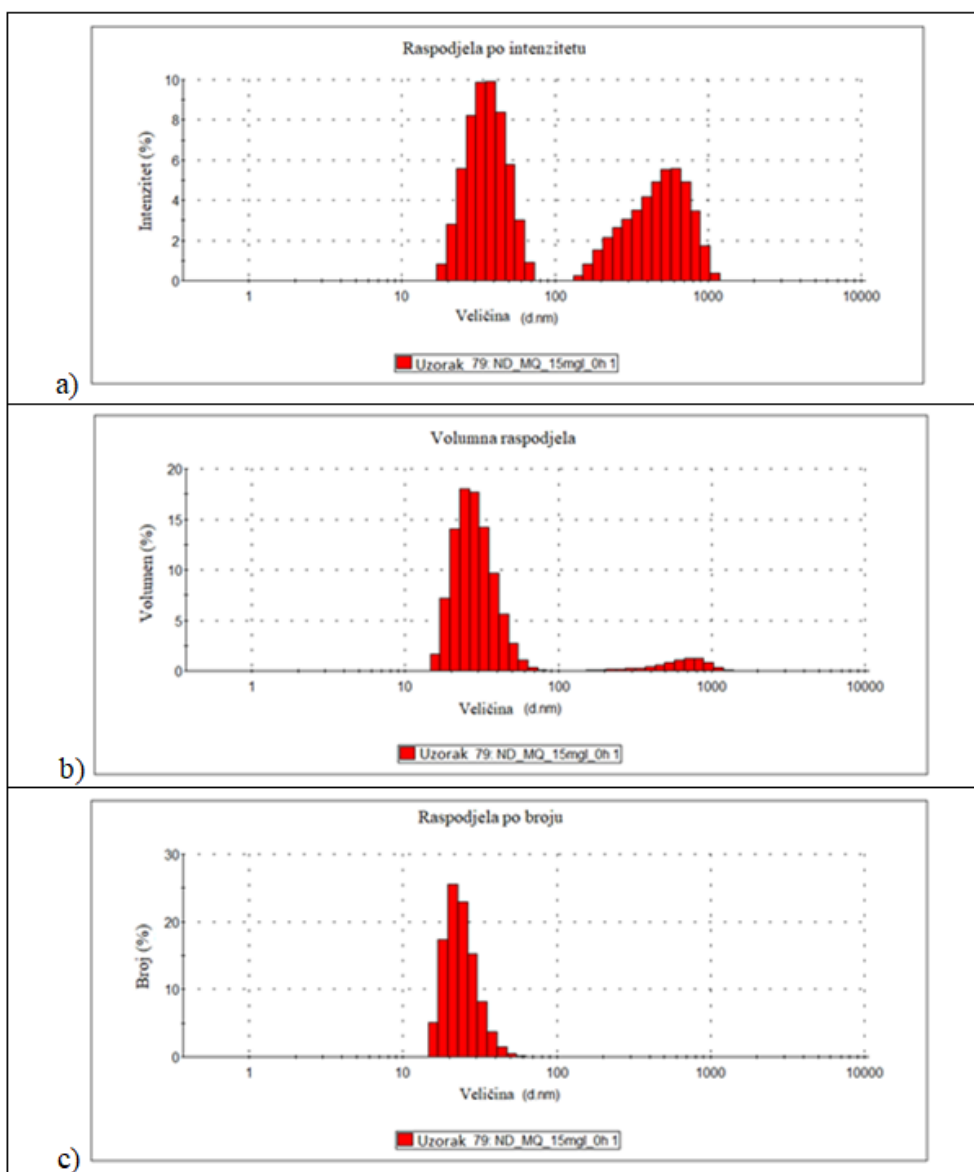 Raspodjela po intenzitetu
Intenzitet (%)
10
8
6
4
2
0
1 10 100 1000 10000
Veličina (d.nm)
Uzorak 79: ND_MQ_15mgl_0h 1
a)
Volumna raspodjela
Volumen (%)
20
15
10
5
0
1 10 100 1000 10000
Veličina (d.nm)
Uzorak 79: ND_MQ_15mgl_0h 1
b)
Raspodjela po broju
Broj (%)
30
20
10
0
1 10 100 1000 10000
Veličina (d.nm)
Uzorak 79: ND_MQ_15mgl_0h 1
c)